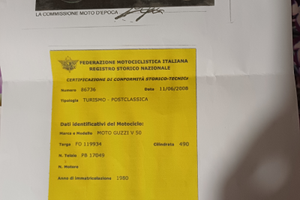 LA COMMISSIONE MOTO D'EPOCA
FEDERAZIONE MOTOCICLISTICA ITALIANA
REGISTRO STORICO NAZIONALE
CERTIFICAZIONE DI CONFORMITÀ STORICO-TECNICA
Numero 86736 Data 11/06/2008
Tipologia TURISMO - POSTCLASSICA
Dati identificativi del Motociclo:
Marca e Modello MOTO GUZZI V 50
Targa FO 119934 Cilindrata 490
N. Telaio PB 17049
N. Motore
Anno di Immatricolazione 1980